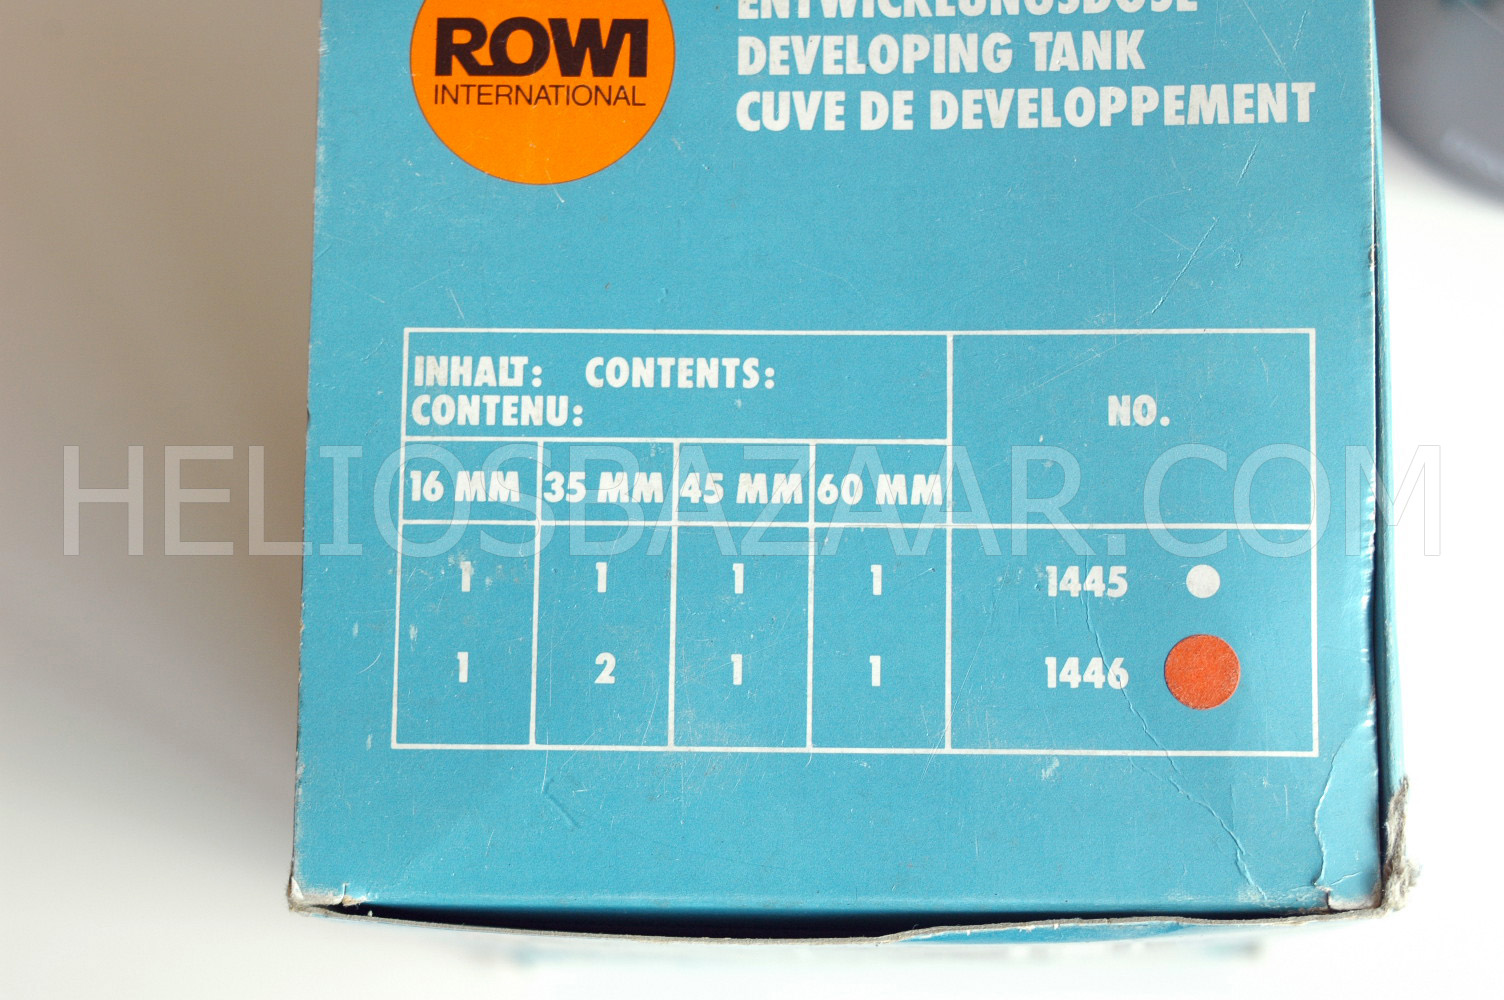 ROWI
INTERNATIONAL
ENTWICKLUNGSDOSE
DEVELOPING TANK
CUVE DE DEVELOPPEMENT
INHALT: CONTENTS:
CONTENU:
NO.
16 MM 35 MM 45 MM 60 MM
HELIOSBAZAAR.COM
1 1 1 1 1445
1 2 1 1 1446